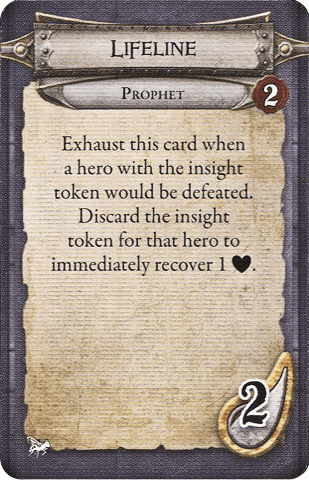 Lifeline
Prophet
2
Exhaust this card when
a hero with the insight
token would be defeated.
Discard the insight
token for that hero to
immediately recover 1 ♥.
2